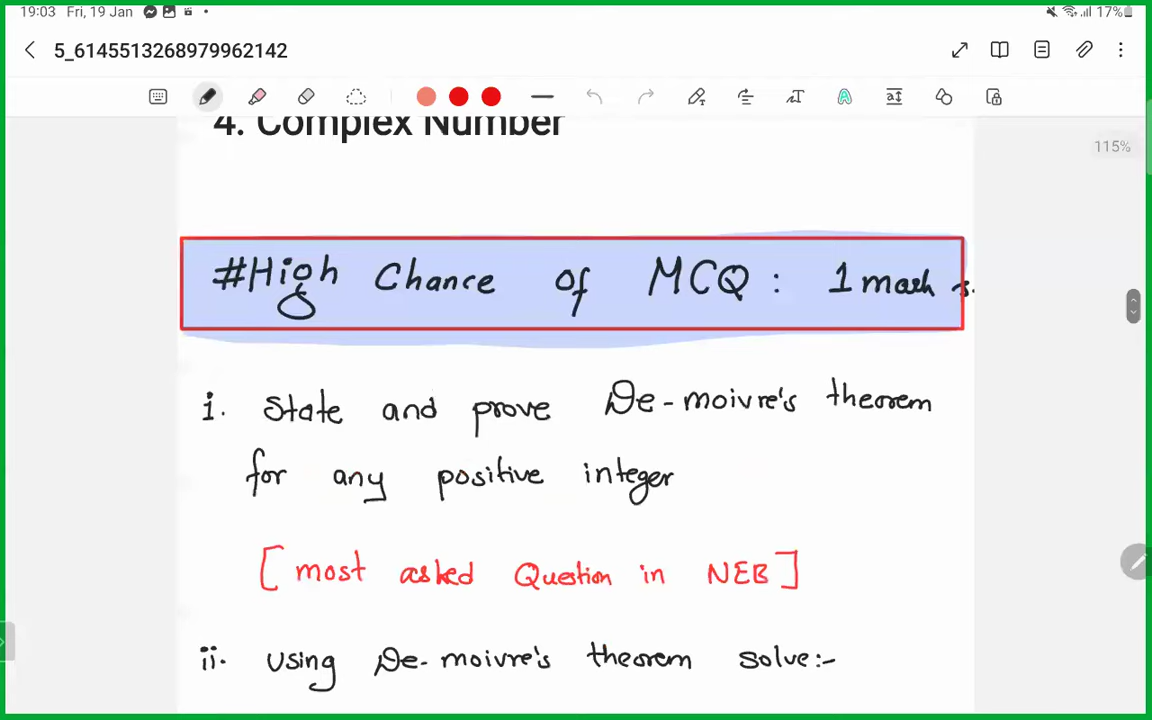 19:03 Fri, 19 Jan
17%
5_6145513268979962142
115%
4. Complex Number
#High Chance of MCQ: 1 mark s.
i. State and prove De-moivre's theorem
for any positive integer
[most asked Question in NEB]
ii. using De-moivre's theorem solve:-